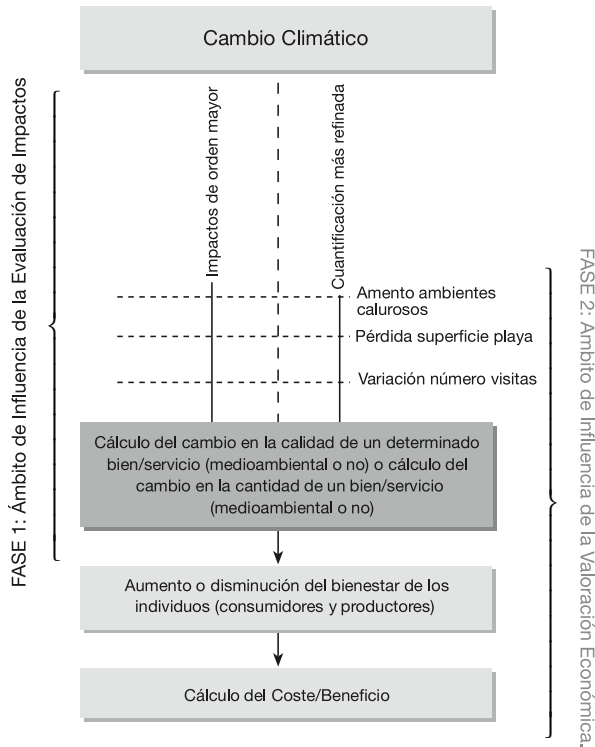 Cambio Climático
FASE 1: Ámbito de Influencia de la Evaluación de Impactos
Impactos de orden mayor
Cuantificación más refinada
Amento ambientes
calurosos
Pérdida superficie playa
Variación número visitas
FASE 2: Ámbito de Influencia de la Valoración Económica.
Cálculo del cambio en la calidad de un determinado
bien/servicio (medioambiental o no) o cálculo del
cambio en la cantidad de un bien/servicio
(medioambiental o no)
Aumento o disminución del bienestar de los
individuos (consumidores y productores)
Cálculo del Coste/Beneficio